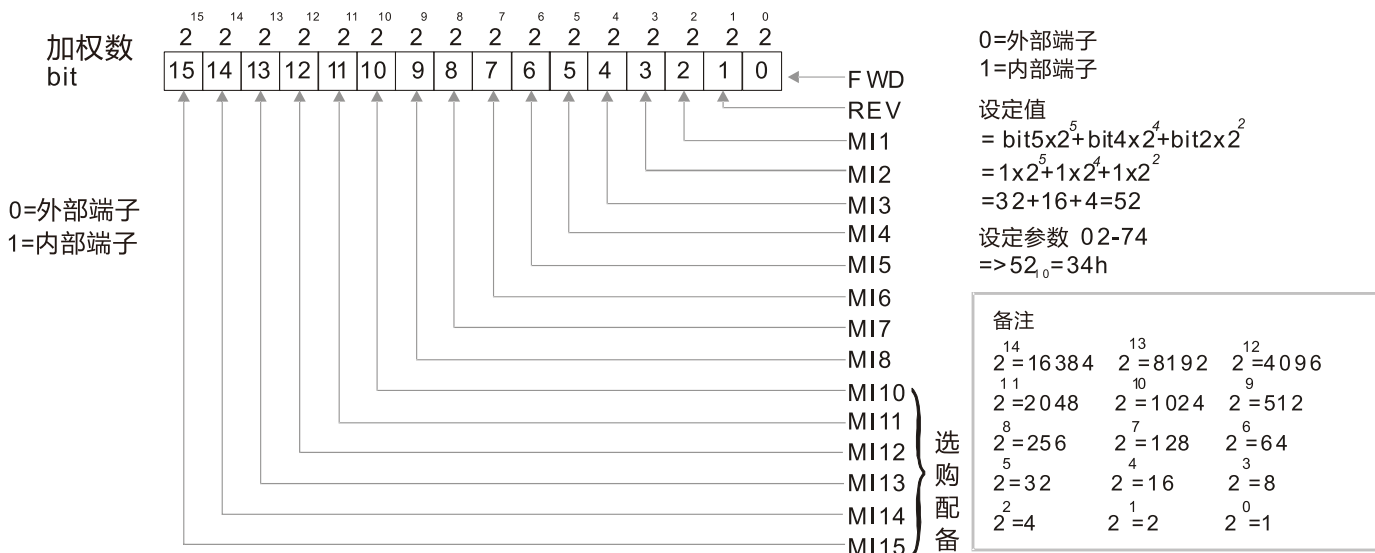 15 14 13 12 11 10 9 8 7 6 5 4 3 2 1 0
加权数 2 2 2 2 2 2 2 2 2 2 2 2 2 2 2 2
bit 15 14 13 12 11 10 9 8 7 6 5 4 3 2 1 0
FWD
REV
MI1
MI2
MI3
MI4
MI5
MI6
MI7
MI8
MI10
MI11
MI12
MI13
MI14
MI15
选购配备
0=外部端子
1=内部端子
0=外部端子
1=内部端子
设定值
= bit5x2⁵+bit4x2⁴+bit2x2²
=1x2⁵+1x2⁴+1x2²
=32+16+4=52
设定参数 02-74
=>52₁₀=34h
备注
2¹⁴=16384 2¹³=8192 2¹²=4096
2¹¹=2048 2¹⁰=1024 2⁹=512
2⁸=256 2⁷=128 2⁶=64
2⁵=32 2⁴=16 2³=8
2²=4 2¹=2 2⁰=1